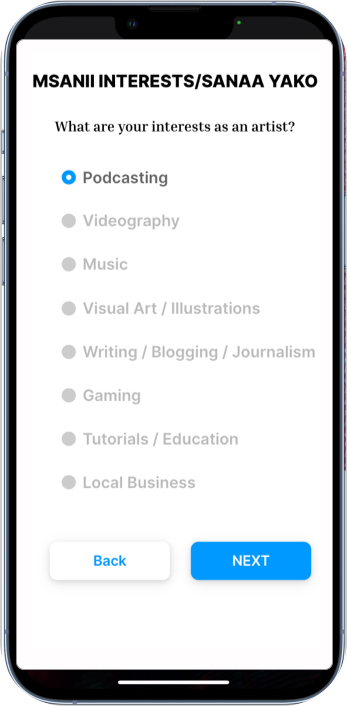 MSANII INTERESTS/SANAA YAKO
What are your interests as an artist?
Podcasting
Videography
Music
Visual Art / Illustrations
Writing / Blogging / Journalism
Gaming
Tutorials / Education
Local Business
Back
NEXT